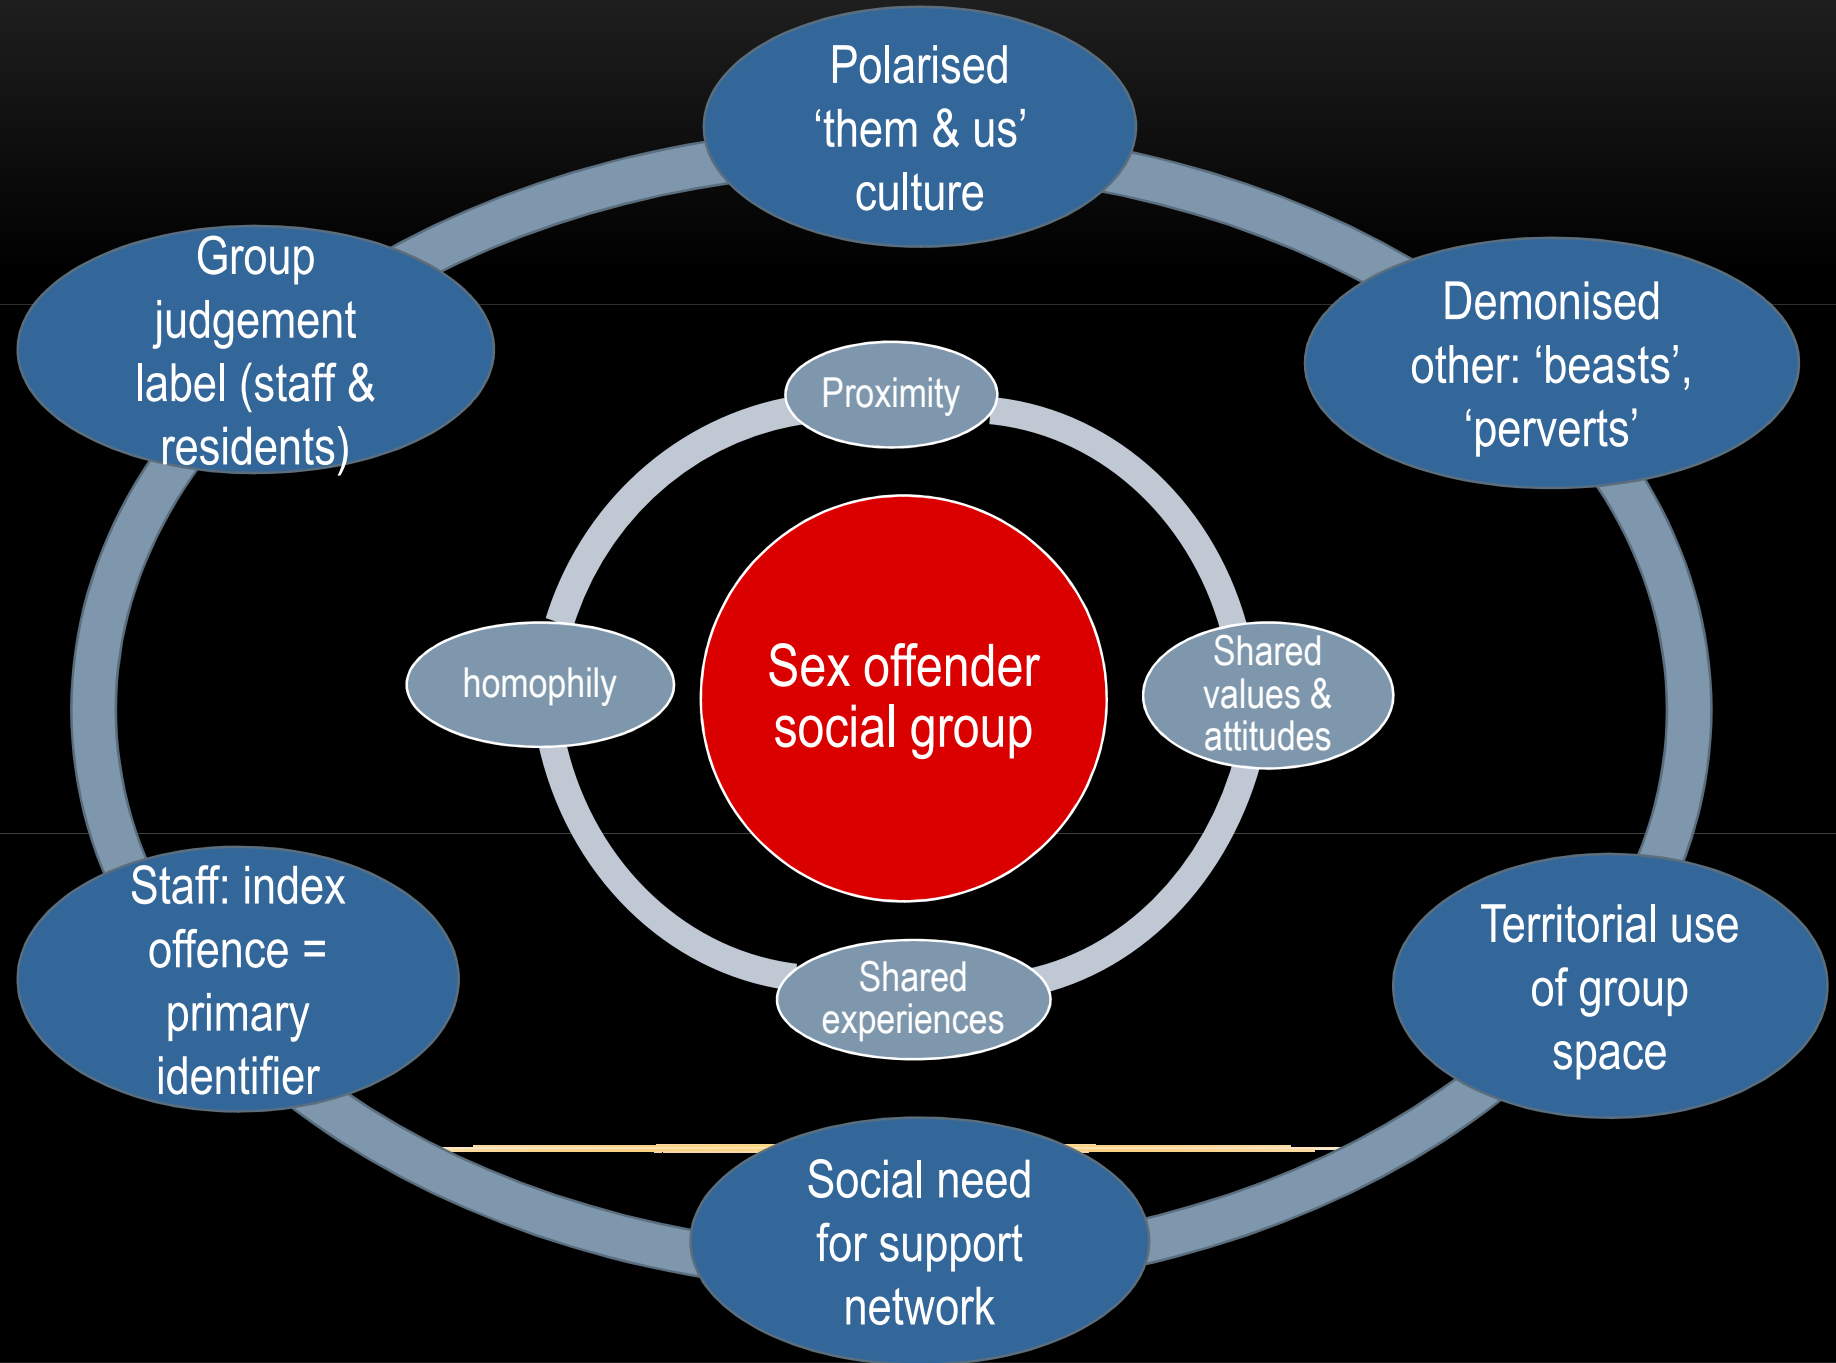 Polarised
‘them & us’
culture
Group
judgement
label (staff &
residents)
Demonised
other: ‘beasts’,
‘perverts’
Proximity
homophily
Sex offender
social group
Shared
values &
attitudes
Staff: index
offence =
primary
identifier
Shared
experiences
Territorial use
of group
space
Social need
for support
network